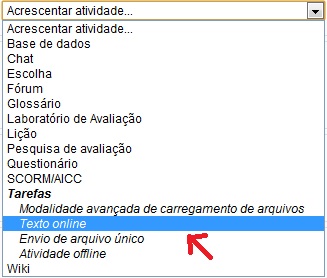 Acrescentar atividade...
Acrescentar atividade...
Base de dados
Chat
Escolha
Fórum
Glossário
Laboratório de Avaliação
Lição
Pesquisa de avaliação
Questionário
SCORM/AICC
Tarefas
Modalidade avançada de carregamento de arquivos
Texto online
Envio de arquivo único
Atividade offline
Wiki